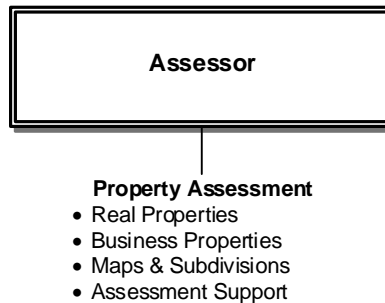 Assessor
Property Assessment
• Real Properties
• Business Properties
• Maps & Subdivisions
• Assessment Support